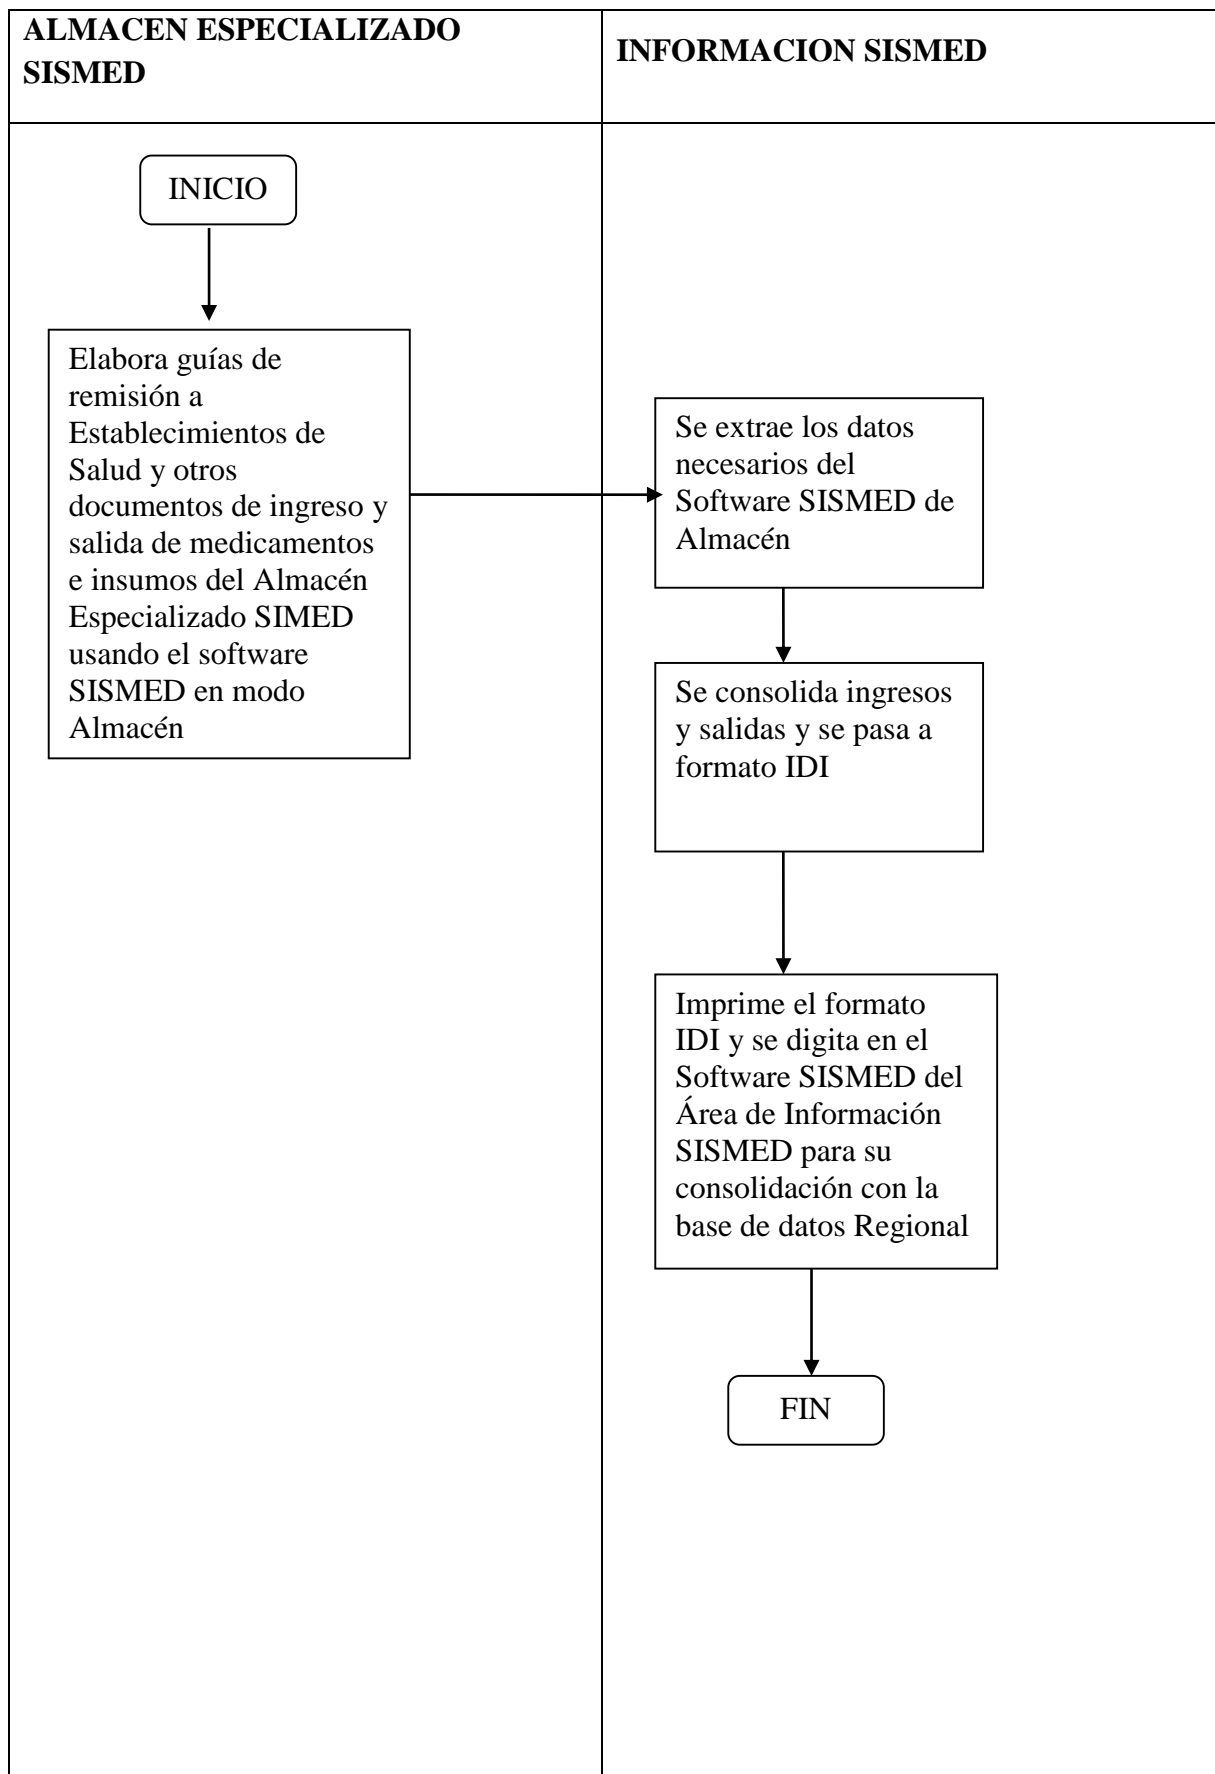 ALMACEN ESPECIALIZADO
SISMED
INFORMACION SISMED
INICIO
Elabora guías de
remisión a
Establecimientos de
Salud y otros
documentos de ingreso y
salida de medicamentos
e insumos del Almacén
Especializado SIMED
usando el software
SISMED en modo
Almacén
Se extrae los datos
necesarios del
Software SISMED de
Almacén
Se consolida ingresos
y salidas y se pasa a
formato IDI
Imprime el formato
IDI y se digita en el
Software SISMED del
Área de Información
SISMED para su
consolidación con la
base de datos Regional
FIN